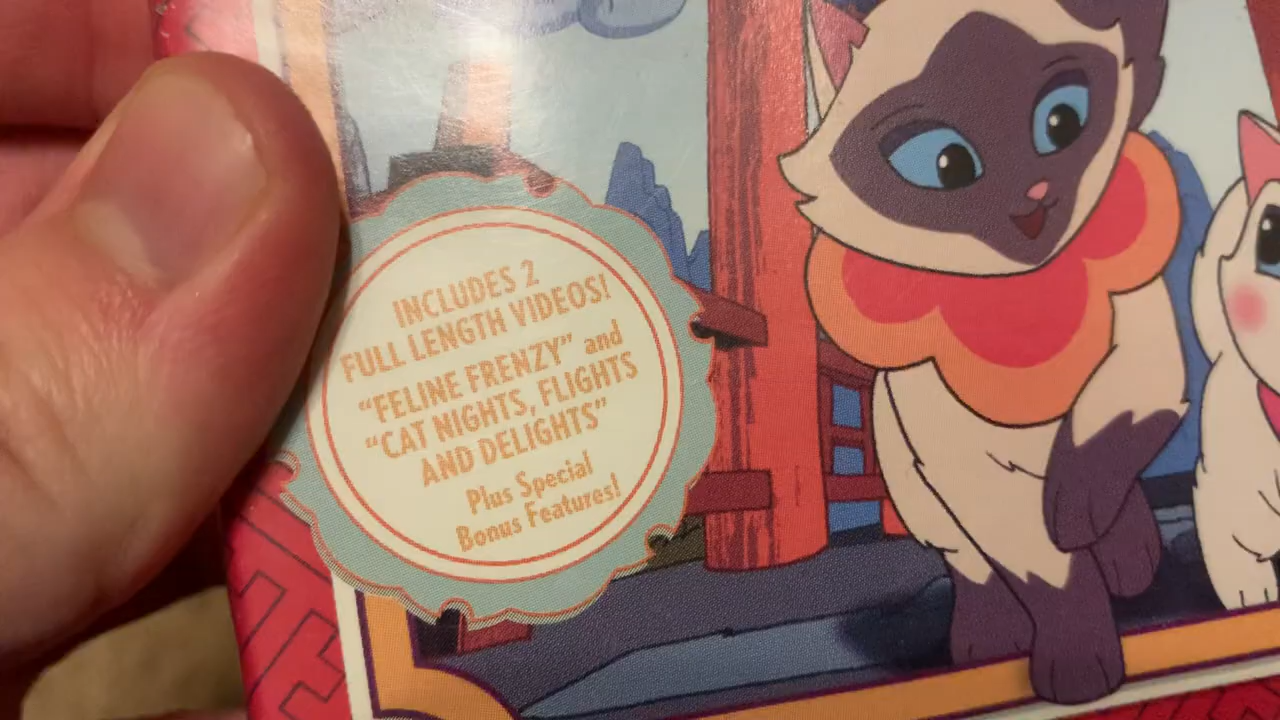 INCLUDES 2
FULL LENGTH VIDEOS!
“FELINE FRENZY” and
“CAT NIGHTS, FLIGHTS
AND DELIGHTS”
Plus Special
Bonus Features!